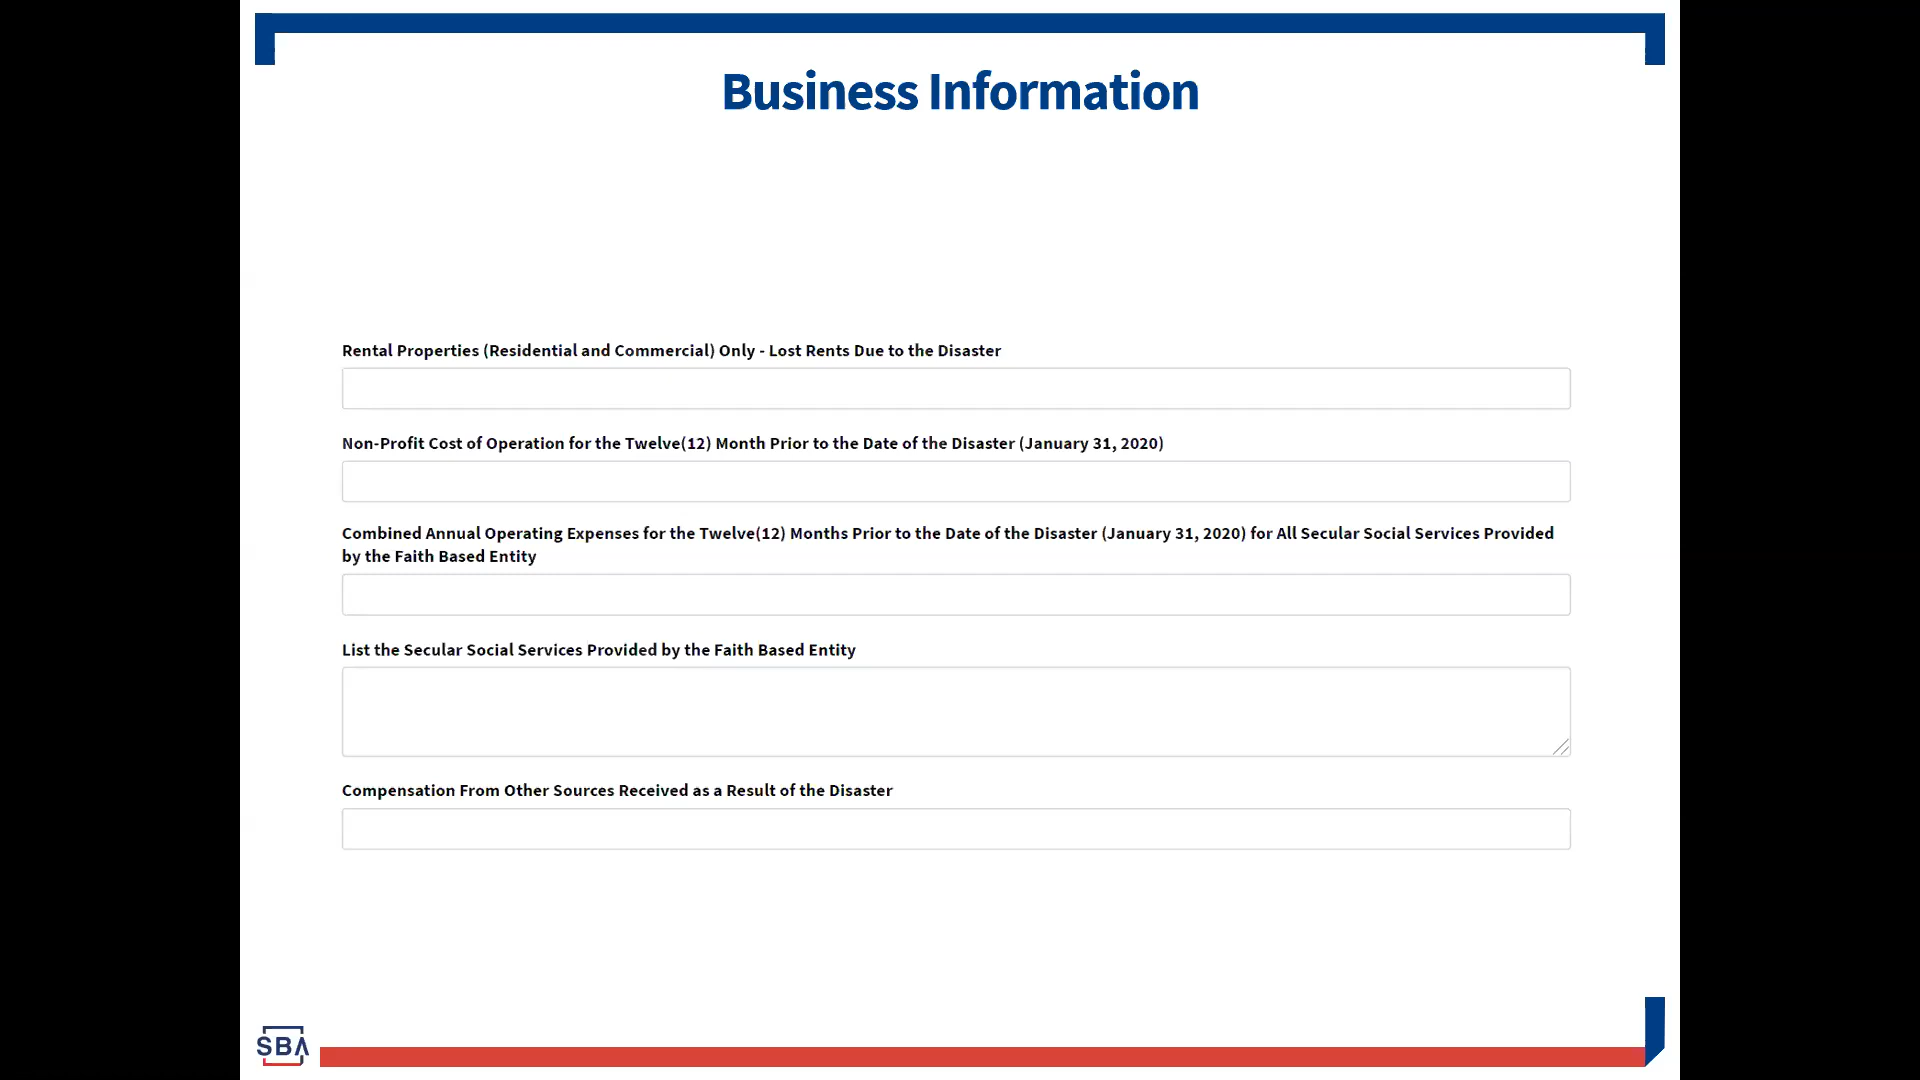 Business Information
Rental Properties (Residential and Commercial) Only - Lost Rents Due to the Disaster
Non-Profit Cost of Operation for the Twelve(12) Month Prior to the Date of the Disaster (January 31, 2020)
Combined Annual Operating Expenses for the Twelve(12) Months Prior to the Date of the Disaster (January 31, 2020) for All Secular Social Services Provided
by the Faith Based Entity
List the Secular Social Services Provided by the Faith Based Entity
Compensation From Other Sources Received as a Result of the Disaster
SBA